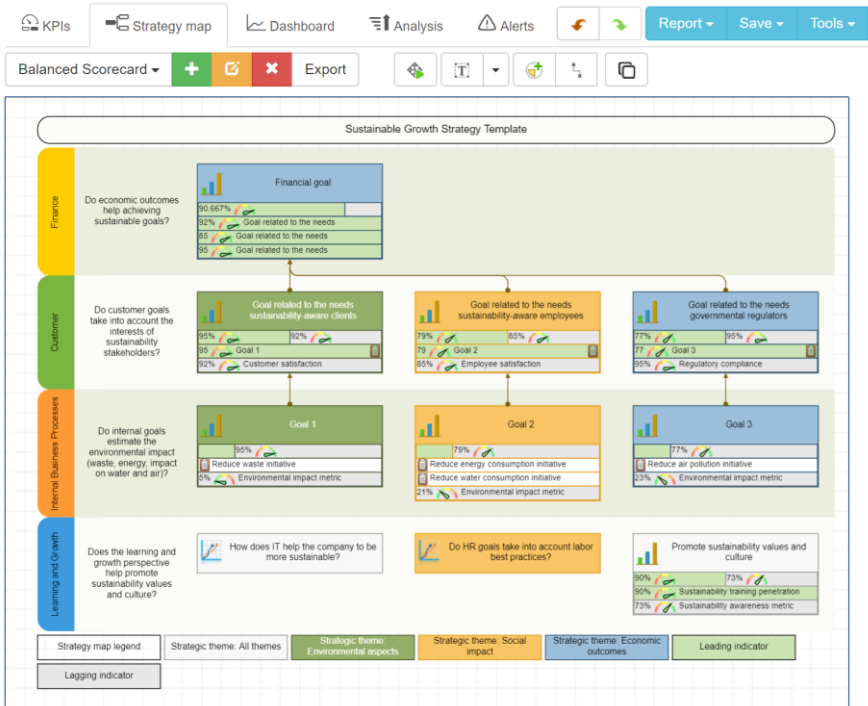 KPIs
Strategy map
Dashboard
Analysis
Alerts
Report
Save
Tools
Balanced Scorecard
Export
T
Sustainable Growth Strategy Template
Finance
Do economic outcomes
help achieving
sustainable goals?
Financial goal
90.667%
92% Goal related to the needs
85 Goal related to the needs
95 Goal related to the needs
Customer
Do customer goals
take into account the
interests of
sustainability
stakeholders?
Goal related to the needs
sustainability-aware clients
95% 92%
95 Goal 1
92% Customer satisfaction
Goal related to the needs
sustainability-aware employees
79% 85%
79 Goal 2
85% Employee satisfaction
Goal related to the needs
governmental regulators
77% 95%
77 Goal 3
95% Regulatory compliance
Internal Business Processes
Do internal goals
estimate the
environmental impact
(waste, energy, impact
on water and air)?
Goal 1
95%
Reduce waste initiative
5% Environmental impact metric
Goal 2
79%
Reduce energy consumption initiative
Reduce water consumption initiative
21% Environmental impact metric
Goal 3
77%
Reduce air pollution initiative
23% Environmental impact metric
Learning and Growth
Does the learning and
growth perspective
help promote
sustainability values
and culture?
How does IT help the company to be
more sustainable?
Do HR goals take into account labor
best practices?
Promote sustainability values and
culture
90% 73%
90% Sustainability training penetration
73% Sustainability awareness metric
Strategy map legend
Strategic theme: All themes
Strategic theme:
Environmental aspects
Strategic theme: Social
impact
Strategic theme: Economic
outcomes
Leading indicator
Lagging indicator